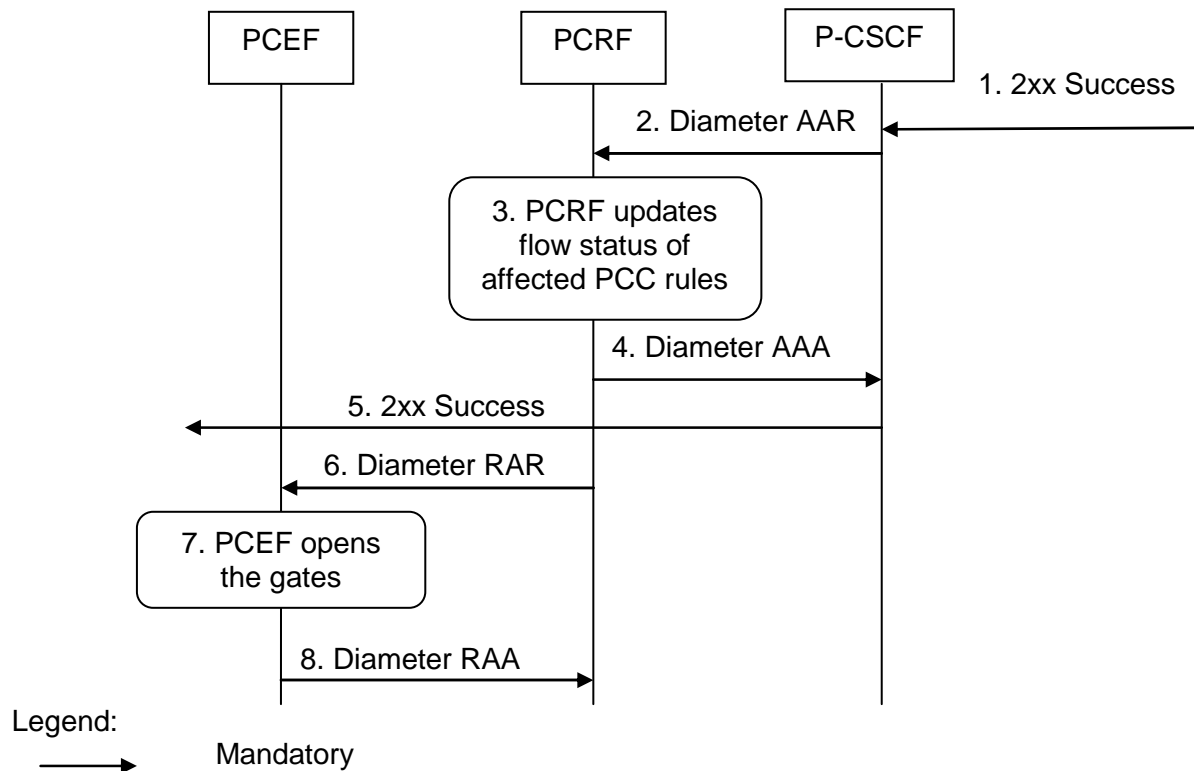 PCEF
PCRF
P-CSCF
1. 2xx Success
2. Diameter AAR
3. PCRF updates
flow status of
affected PCC rules
4. Diameter AAA
5. 2xx Success
6. Diameter RAR
7. PCEF opens
the gates
8. Diameter RAA
Legend:
Mandatory